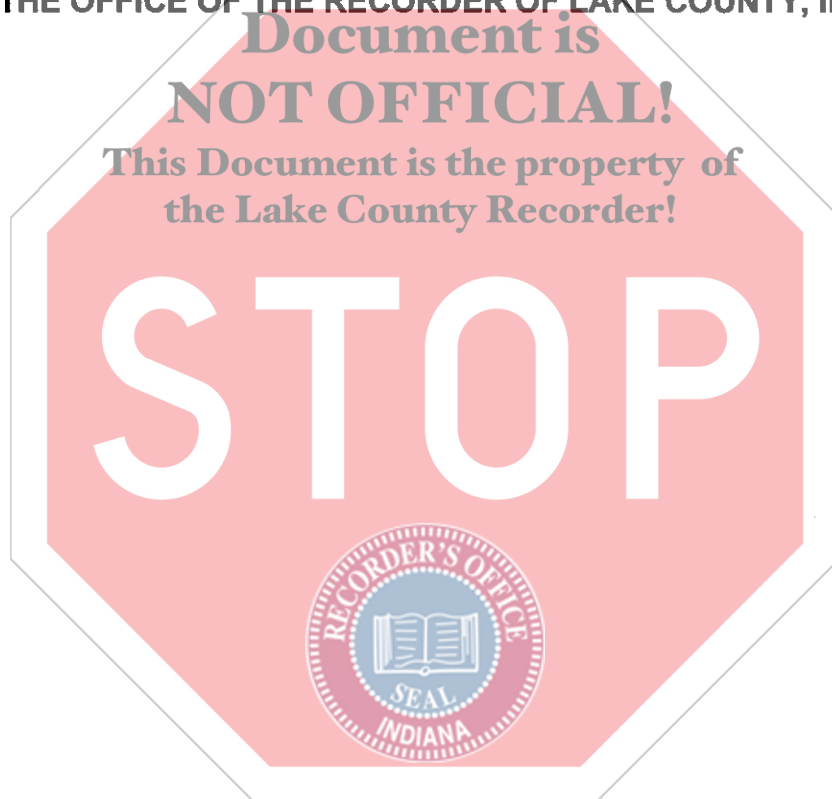 THE OFFICE OF THE RECORDER OF LAKE COUNTY,
Document is
NOT OFFICIAL!
This Document is the property of
the Lake County Recorder!
STOP
RECORDER'S OFFICE
SEAL
INDIANA